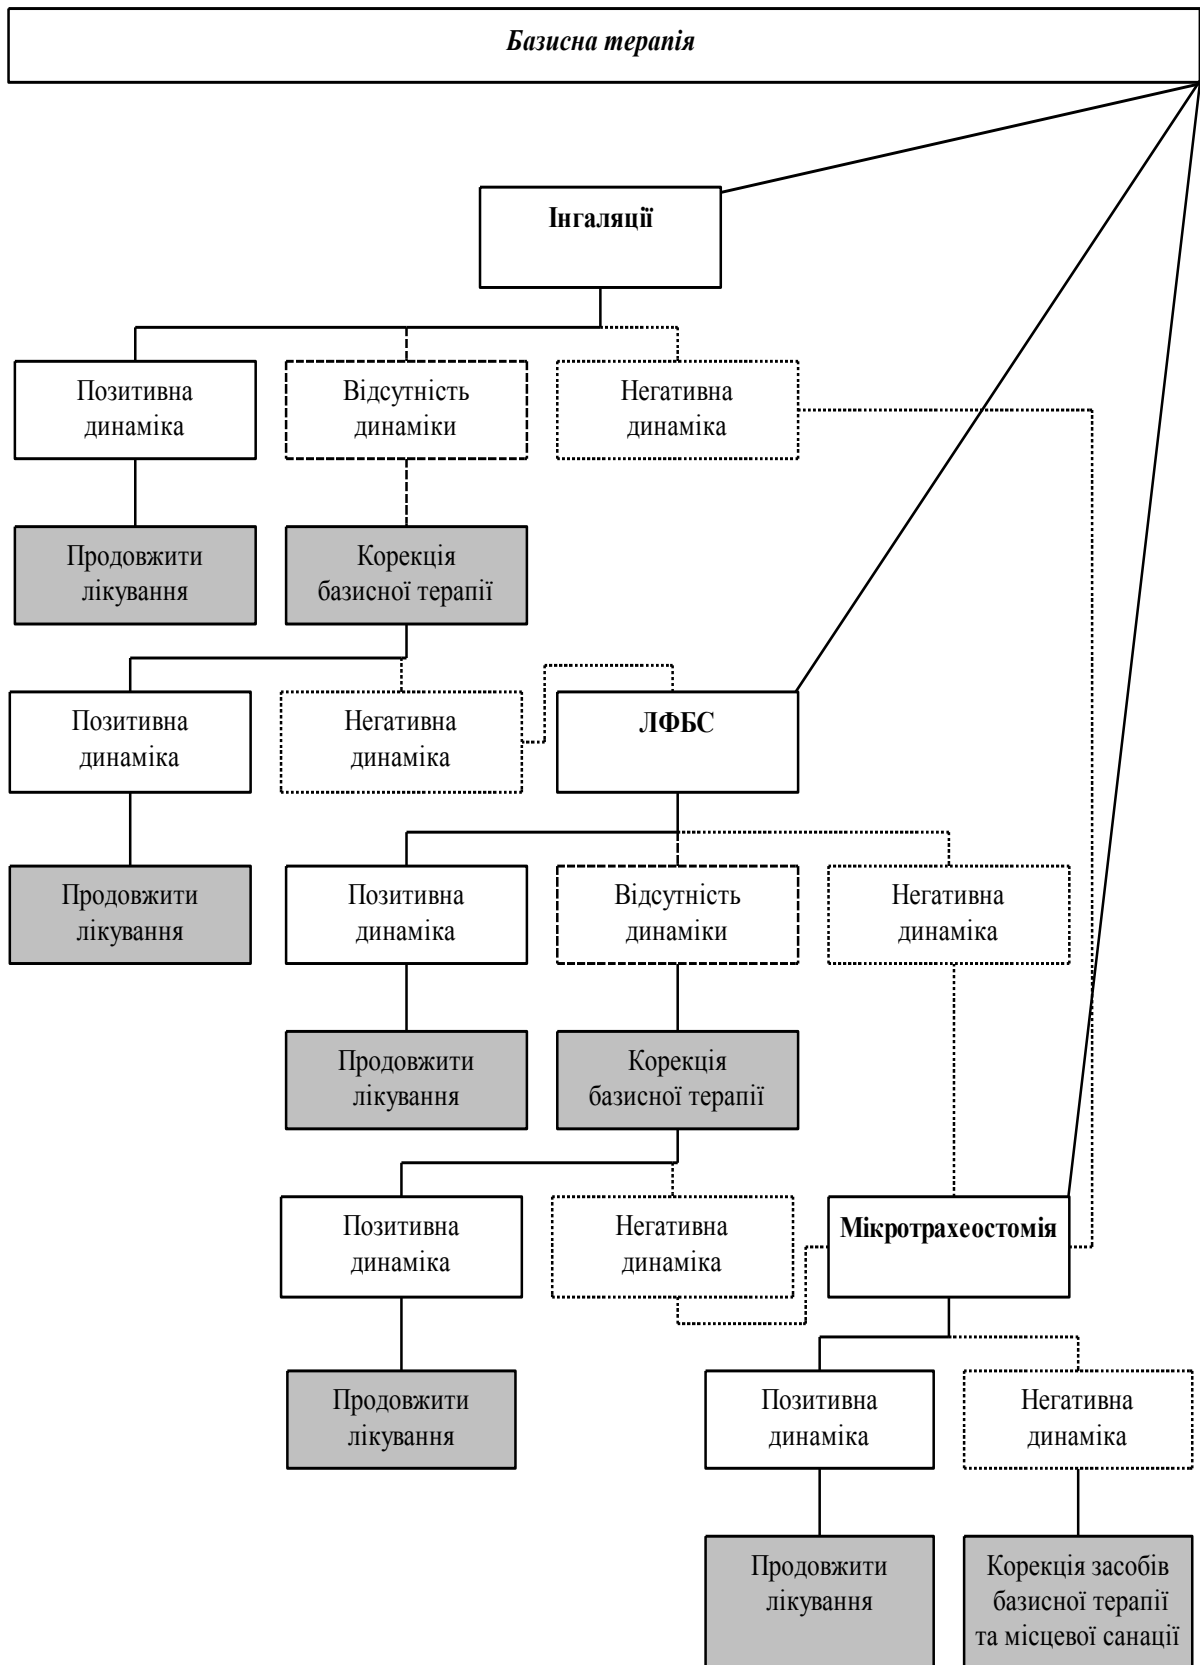 Базисна терапія
Інгаляції
Позитивна
динаміка
Відсутність
динаміки
Негативна
динаміка
Продовжити
лікування
Корекція
базисної терапії
Позитивна
динаміка
Негативна
динаміка
ЛФБС
Продовжити
лікування
Позитивна
динаміка
Відсутність
динаміки
Негативна
динаміка
Продовжити
лікування
Корекція
базисної терапії
Позитивна
динаміка
Негативна
динаміка
Мікротрахеостомія
Продовжити
лікування
Позитивна
динаміка
Негативна
динаміка
Продовжити
лікування
Корекція засобів
базисної терапії
та місцевої санації